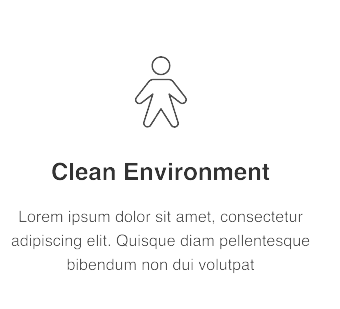 Clean Environment
Lorem ipsum dolor sit amet, consectetur
adipiscing elit. Quisque diam pellentesque
bibendum non dui volutpat